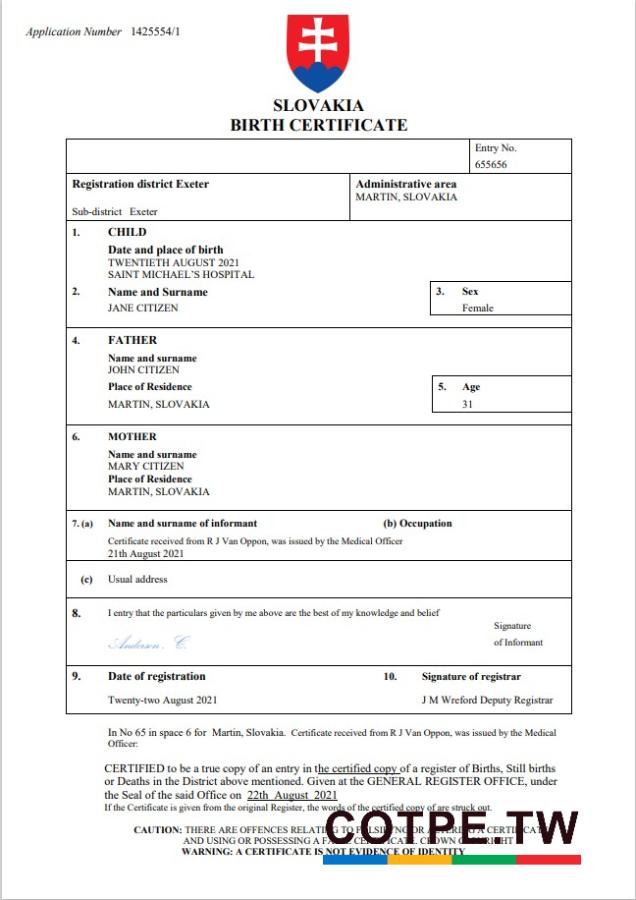 Application Number 1425554/1
SLOVAKIA
BIRTH CERTIFICATE
Entry No.
655656
Registration district Exeter
Sub-district Exeter
Administrative area
MARTIN, SLOVAKIA
1. CHILD
Date and place of birth
TWENTIETH AUGUST 2021
SAINT MICHAEL'S HOSPITAL
2. Name and Surname
JANE CITIZEN
3. Sex
Female
4. FATHER
Name and surname
JOHN CITIZEN
Place of Residence
MARTIN, SLOVAKIA
5. Age
31
6. MOTHER
Name and surname
MARY CITIZEN
Place of Residence
MARTIN, SLOVAKIA
7. (a) Name and surname of informant (b) Occupation
Certificate received from R J Van Oppon, was issued by the Medical Officer
21th August 2021
(c) Usual address
8. I entry that the particulars given by me above are the best of my knowledge and belief
Anderson, C.
Signature
of Informant
9. Date of registration 10. Signature of registrar
Twenty-two August 2021 J M Wreford Deputy Registrar
In No 65 in space 6 for Martin, Slovakia. Certificate received from R J Van Oppon, was issued by the Medical
Officer:
CERTIFIED to be a true copy of an entry in the certified copy of a register of Births, Still births
or Deaths in the District above mentioned. Given at the GENERAL REGISTER OFFICE, under
the Seal of the said Office on 22th August 2021
If the Certificate is given from the original Register, the words of the certified copy of are struck out.
CAUTION: THERE ARE OFFENCES RELATING TO
AND USING OR POSSESSING A
WARNING: A CERTIFICATE IS NOT EVIDENCE OF IDENTITY
COTPE.TW